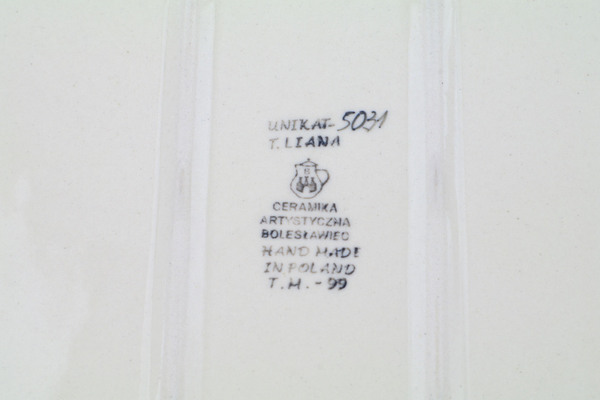 UNIKAT-5031
T. LIANA
CERAMIKA
ARTYSTYCZNA
BOLESŁAWIEC
HAND MADE
IN POLAND
T.M.-99